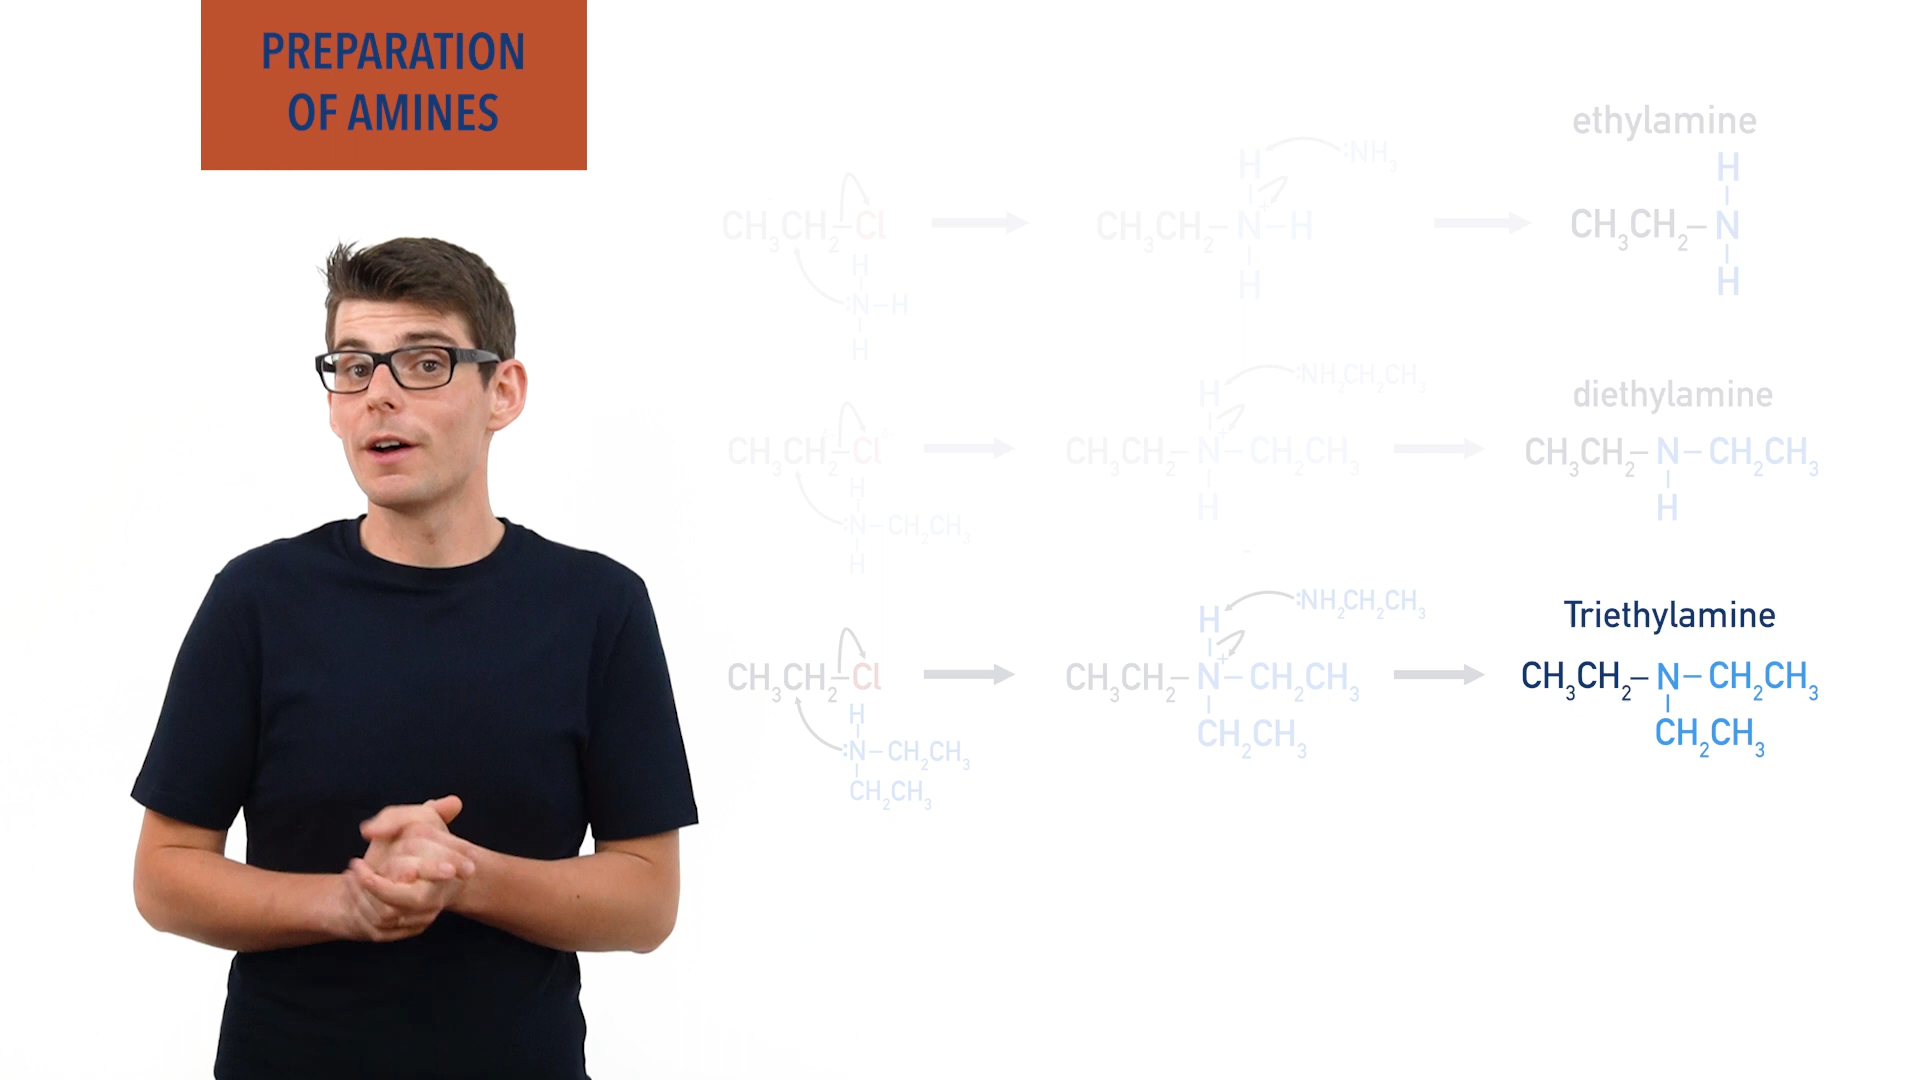 PREPARATION
OF AMINES
ethylamine
CH₃CH₂–Cl
H
:N–H
H
H
:NH₃
CH₃CH₂–N⁺–H
H
H
CH₃CH₂–N
H
diethylamine
CH₃CH₂–Cl
H
:N–CH₂CH₃
H
H
:NH₂CH₂CH₃
CH₃CH₂–N⁺–CH₂CH₃
H
CH₃CH₂–N–CH₂CH₃
H
Triethylamine
CH₃CH₂–Cl
H
:N–CH₂CH₃
CH₂CH₃
H
:NH₂CH₂CH₃
CH₃CH₂–N⁺–CH₂CH₃
CH₂CH₃
CH₃CH₂–N–CH₂CH₃
CH₂CH₃